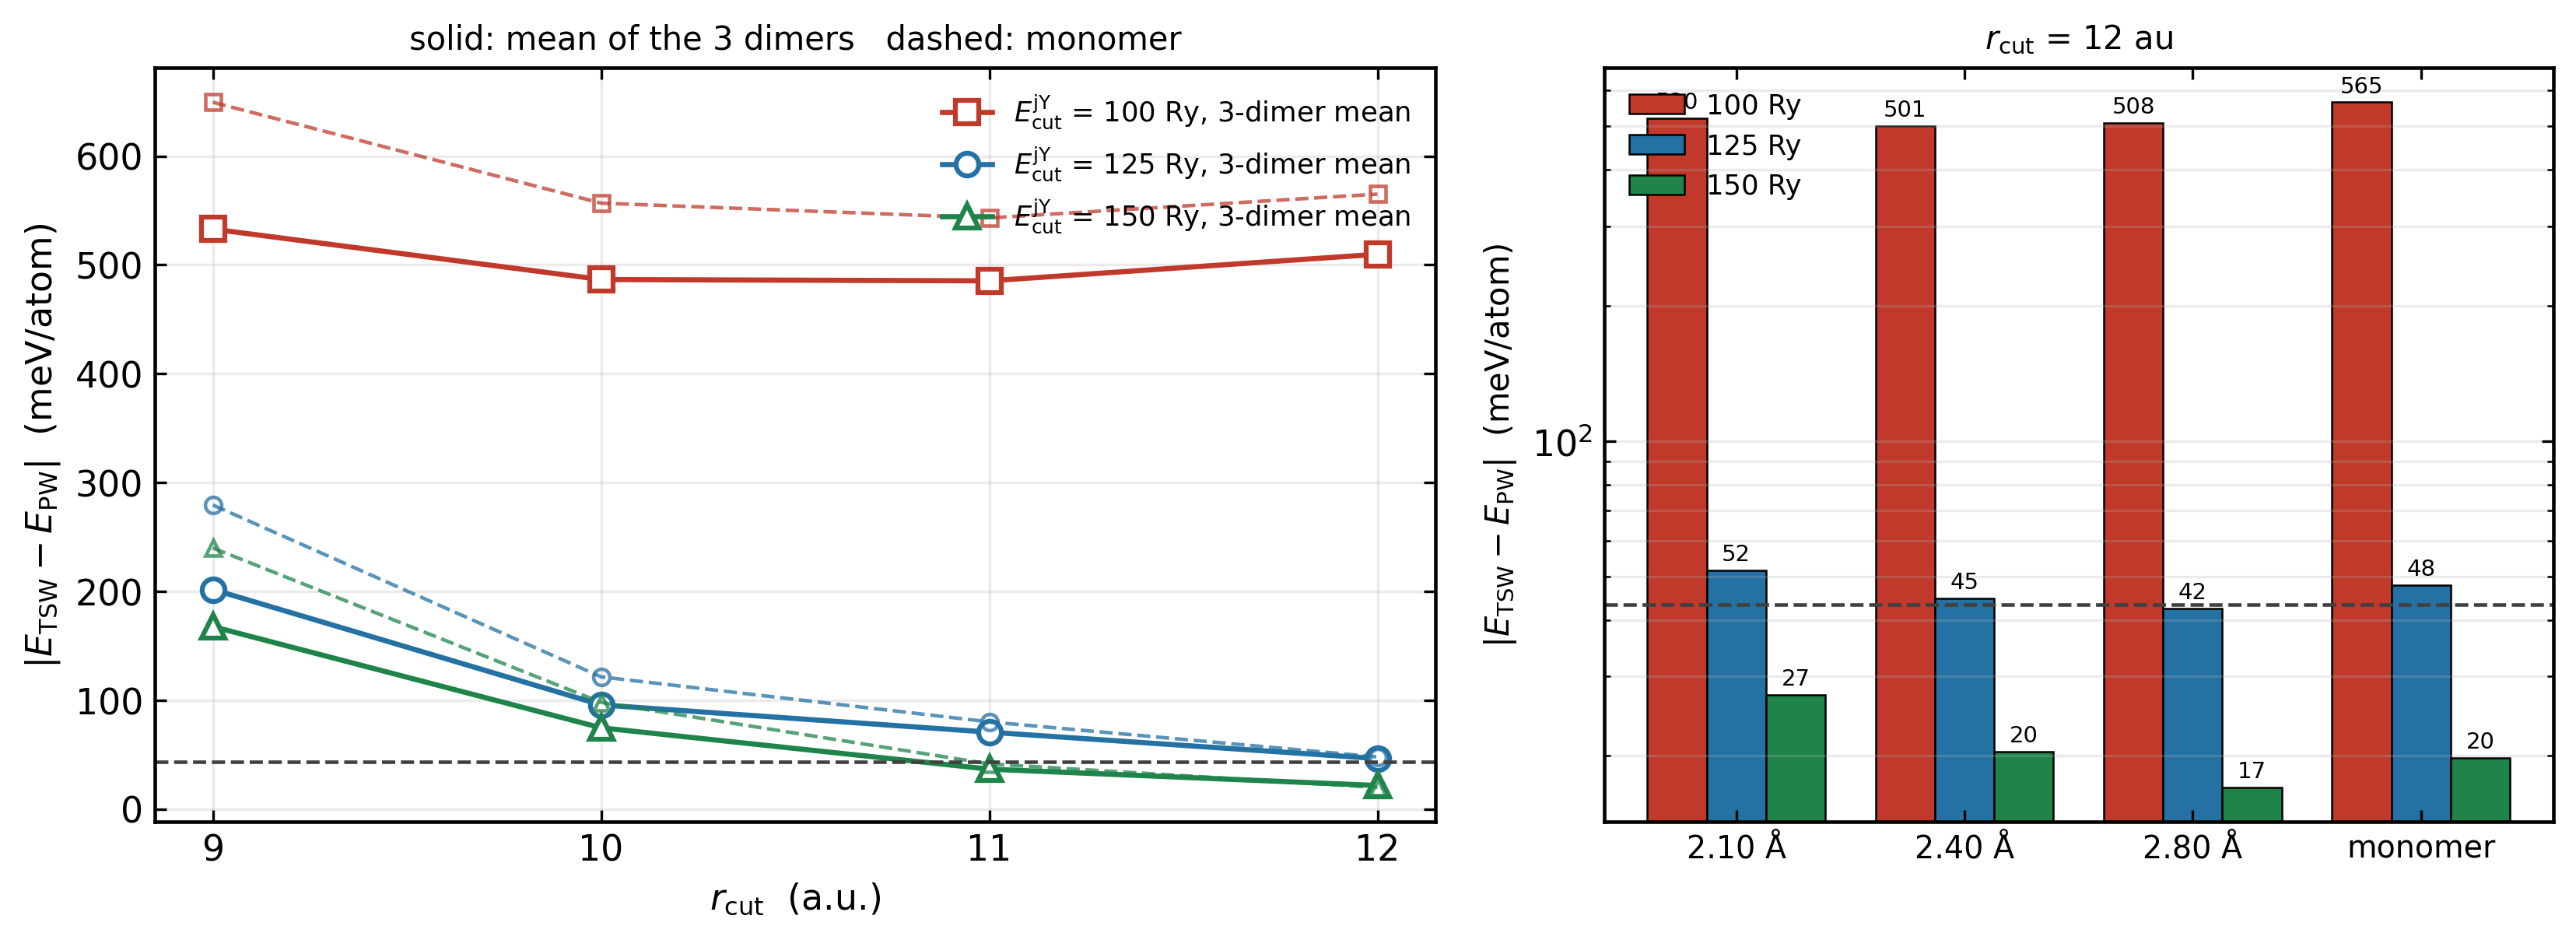 solid: mean of the 3 dimers   dashed: monomer
|E_TSW − E_PW|  (meV/atom)
600
500
400
300
200
100
0
E_cut^jY = 100 Ry, 3-dimer mean
E_cut^jY = 125 Ry, 3-dimer mean
E_cut^jY = 150 Ry, 3-dimer mean
9 10 11 12
r_cut  (a.u.)
r_cut = 12 au
|E_TSW − E_PW|  (meV/atom)
10²
100 Ry
125 Ry
150 Ry
52
27
501
45
20
508
42
17
565
48
20
2.10 Å 2.40 Å 2.80 Å monomer